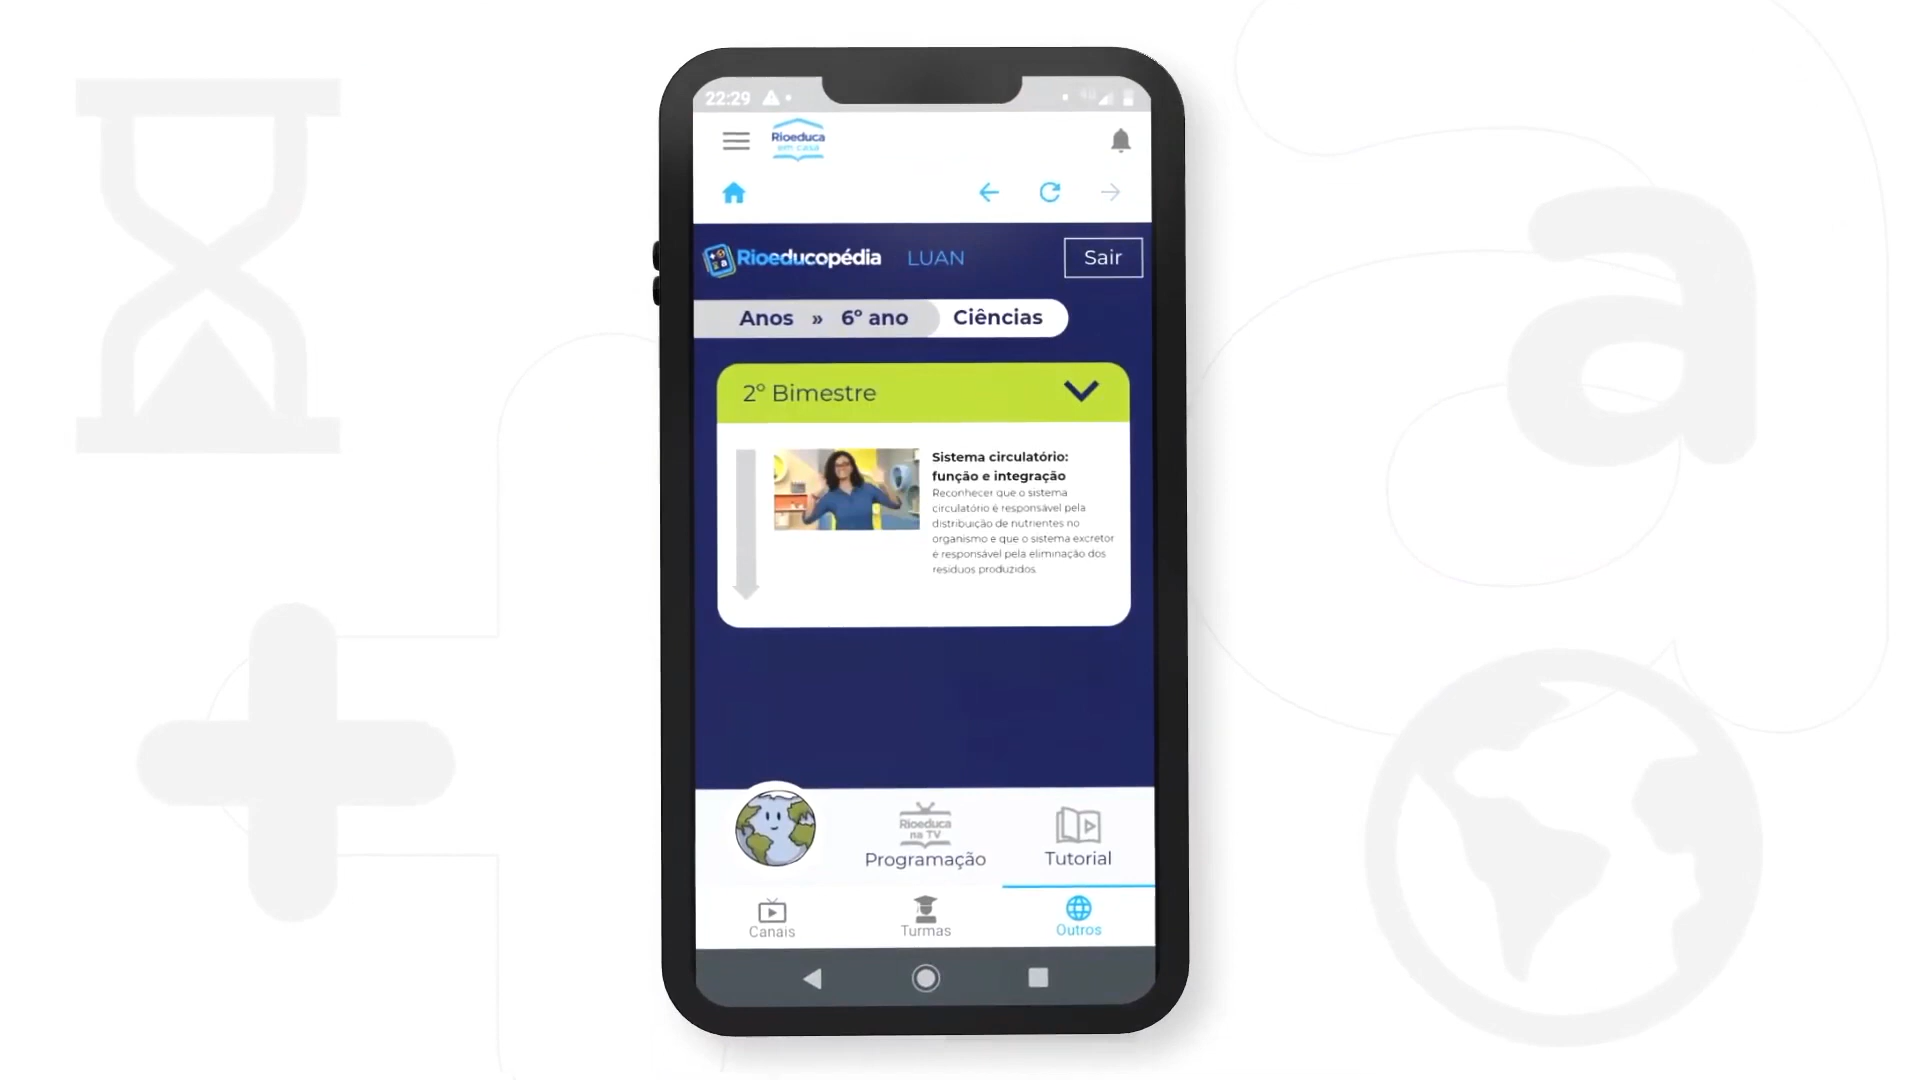 22:29
Rioeduca
em casa
Rioeducopédia LUAN Sair
Anos » 6º ano Ciências
2º Bimestre
Sistema circulatório:
função e integração
Reconhecer que o sistema
circulatório é responsável pela
distribuição de nutrientes no
organismo e que o sistema excretor
é responsável pela eliminação dos
resíduos produzidos.
Rioeduca
na TV
Programação
Tutorial
Canais
Turmas
Outros
a